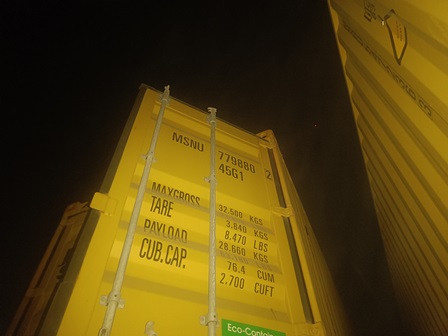 MSNU 779880 2
45G1
MAXGROSS 32.500 KGS
TARE 3.840 KGS
8.470 LBS
PAYLOAD 28.660 KGS
CUB.CAP. 76.4 CUM
2.700 CUFT
Eco-Contain